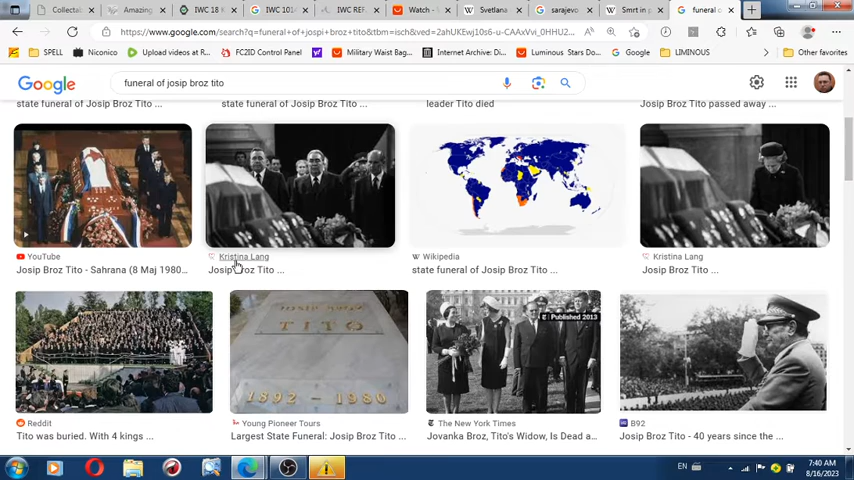 Collectab
Amazing
IWC 18 K
IWC 101
IWC REF.
Watch -
Svetlana
sarajevo
Smrt in p
funeral o
https://www.google.com/search?q=funeral+of+jospi+broz+tito&tbm=isch&ved=2ahUKEwj10s6-u-CAAxVvi_0HHU2...
SPELL
Niconico
Upload videos at R...
FC2ID Control Panel
Military Waist Bag...
Internet Archive: Di...
Luminous Stars Do...
Google
LIMINOUS
Other favorites
Google
funeral of josip broz tito
state funeral of Josip Broz Tito ...
state funeral of Josip Broz Tito ...
leader Tito died
Josip Broz Tito passed away ...
YouTube
Kristina Lang
Wikipedia
Kristina Lang
Josip Broz Tito - Sahrana (8 Maj 1980...
Josip Broz Tito ...
state funeral of Josip Broz Tito ...
Josip Broz Tito ...
JOSIP BROZ
TITO
1892 - 1980
Published 2013
Reddit
Young Pioneer Tours
The New York Times
B92
Tito was buried. With 4 kings ...
Largest State Funeral: Josip Broz Tito ...
Jovanka Broz, Tito's Widow, Is Dead a...
Josip Broz Tito - 40 years since the ...
EN
7:40 AM
8/16/2023